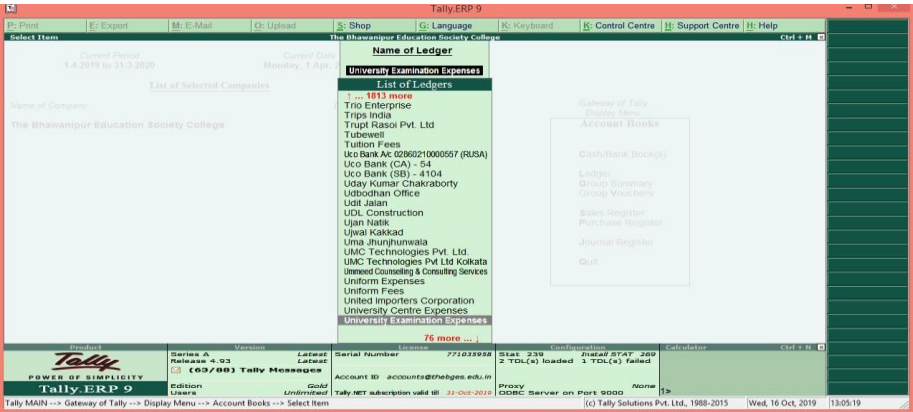 Tally.ERP 9
P: Print E: Export M: E-Mail O: Upload S: Shop G: Language K: Keyboard K: Control Centre H: Support Centre H: Help
Select Item The Bhawanipur Education Society College Ctrl + M
Current Period Current Date
1-4-2019 to 31-3-2020 Monday, 1 Apr,
List of Selected Companies
Name of Company
The Bhawanipur Education Society College
Name of Ledger
University Examination Expenses
List of Ledgers
↑ ... 1813 more
Trio Enterprise
Trips India
Trupt Rasoi Pvt. Ltd
Tubewell
Tuition Fees
Uco Bank A/c 02860210000557 (RUSA)
Uco Bank (CA) - 54
Uco Bank (SB) - 4104
Uday Kumar Chakraborty
Udbodhan Office
Udit Jalan
UDL Construction
Ujan Natik
Ujwal Kakkad
Uma Jhunjhunwala
UMC Technologies Pvt. Ltd.
UMC Technologies Pvt Ltd Kolkata
Ummeed Counselling & Consulting Services
Uniform Expenses
Uniform Fees
United Importers Corporation
University Centre Expenses
University Examination Expenses
76 more ... ↓
Gateway of Tally ...
Display Menu ...
Account Books
Cash/Bank Book(s)
Ledger
Group Summary
Group Vouchers
Sales Register
Purchase Register
Journal Register
Quit
Product Version License Configuration Calculator Ctrl + N
Tally
POWER OF SIMPLICITY
Tally.ERP 9
Series A Latest
Release 4.93 Latest
(63/88) Tally Messages
Edition Gold
Users Unlimited
Serial Number 771035958
Account ID accounts@thebges.edu.in
Tally.NET subscription valid till 31-Oct-2019
Stat 239 Install STAT 269
2 TDL(s) loaded 1 TDL(s) failed
Proxy None
ODBC Server on Port 9000
1>
Tally MAIN --> Gateway of Tally --> Display Menu --> Account Books --> Select Item (c) Tally Solutions Pvt. Ltd., 1988-2015 Wed, 16 Oct, 2019 13:05:19